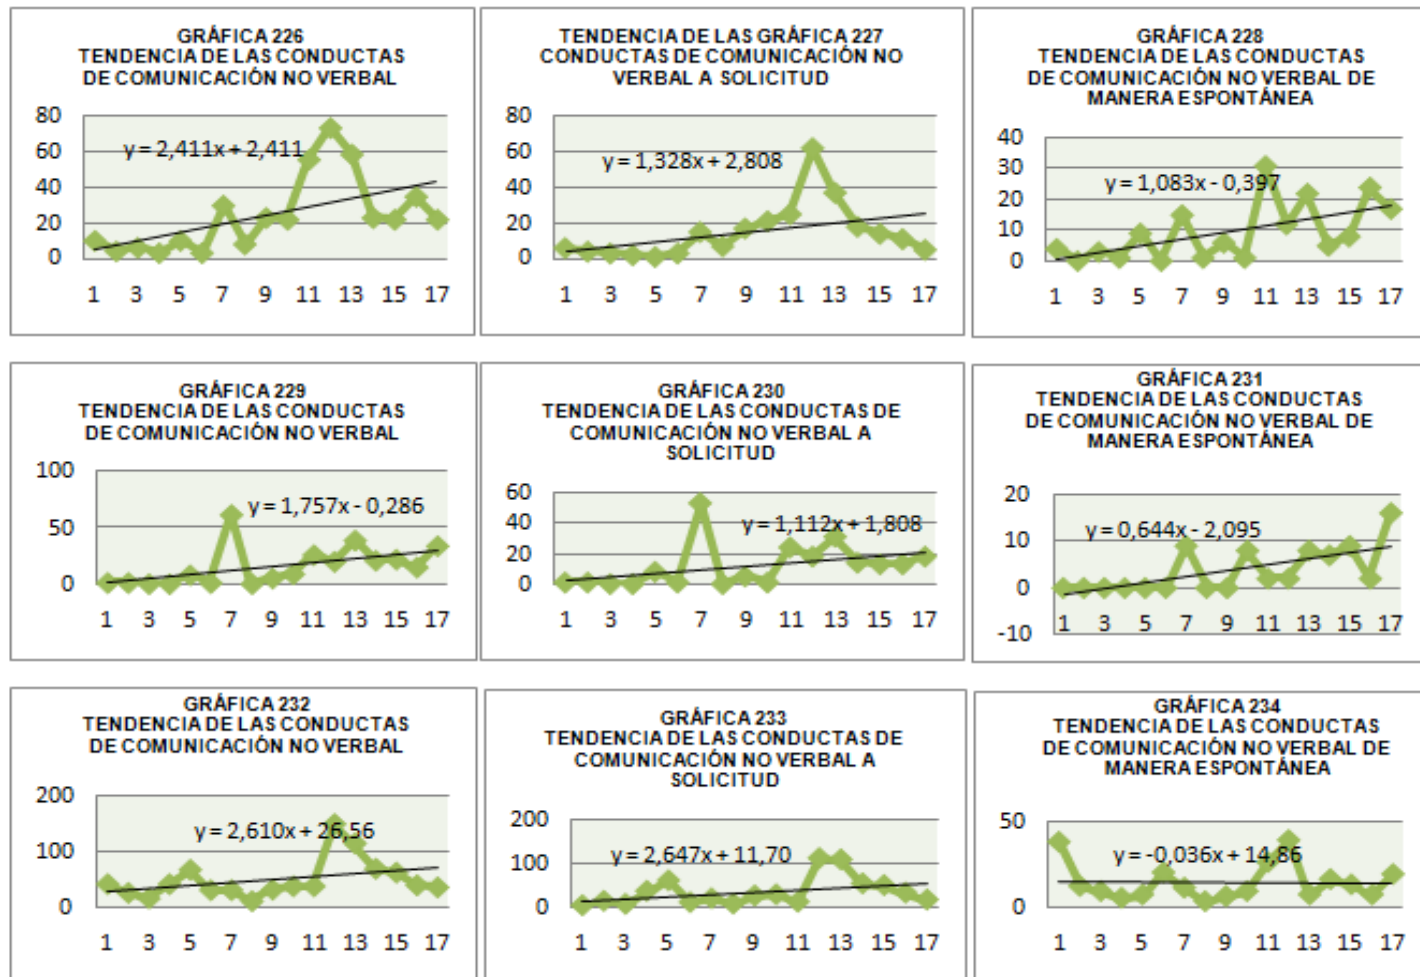 GRÁFICA 226
TENDENCIA DE LAS CONDUCTAS
DE COMUNICACIÓN NO VERBAL
80
60
40
20
0
y = 2,411x + 2,411
1 3 5 7 9 11 13 15 17
TENDENCIA DE LAS GRÁFICA 227
CONDUCTAS DE COMUNICACIÓN NO
VERBAL A SOLICITUD
80
60
40
20
0
y = 1,328x + 2,808
1 3 5 7 9 11 13 15 17
GRÁFICA 228
TENDENCIA DE LAS CONDUCTAS
DE COMUNICACIÓN NO VERBAL DE
MANERA ESPONTÁNEA
40
30
20
10
0
y = 1,083x - 0,397
1 3 5 7 9 11 13 15 17
GRÁFICA 229
TENDENCIA DE LAS CONDUCTAS
DE COMUNICACIÓN NO VERBAL
100
50
0
y = 1,757x - 0,286
1 3 5 7 9 11 13 15 17
GRÁFICA 230
TENDENCIA DE LAS CONDUCTAS DE
COMUNICACIÓN NO VERBAL A
SOLICITUD
60
40
20
0
y = 1,112x + 1,808
1 3 5 7 9 11 13 15 17
GRÁFICA 231
TENDENCIA DE LAS CONDUCTAS
DE COMUNICACIÓN NO VERBAL DE
MANERA ESPONTÁNEA
20
10
0
-10
y = 0,644x - 2,095
1 3 5 7 9 11 13 15 17
GRÁFICA 232
TENDENCIA DE LAS CONDUCTAS
DE COMUNICACIÓN NO VERBAL
200
100
0
y = 2,610x + 26,56
1 3 5 7 9 11 13 15 17
GRÁFICA 233
TENDENCIA DE LAS CONDUCTAS DE
COMUNICACIÓN NO VERBAL A
SOLICITUD
200
100
0
y = 2,647x + 11,70
1 3 5 7 9 11 13 15 17
GRÁFICA 234
TENDENCIA DE LAS CONDUCTAS
DE COMUNICACIÓN NO VERBAL DE
MANERA ESPONTÁNEA
50
0
y = -0,036x + 14,86
1 3 5 7 9 11 13 15 17